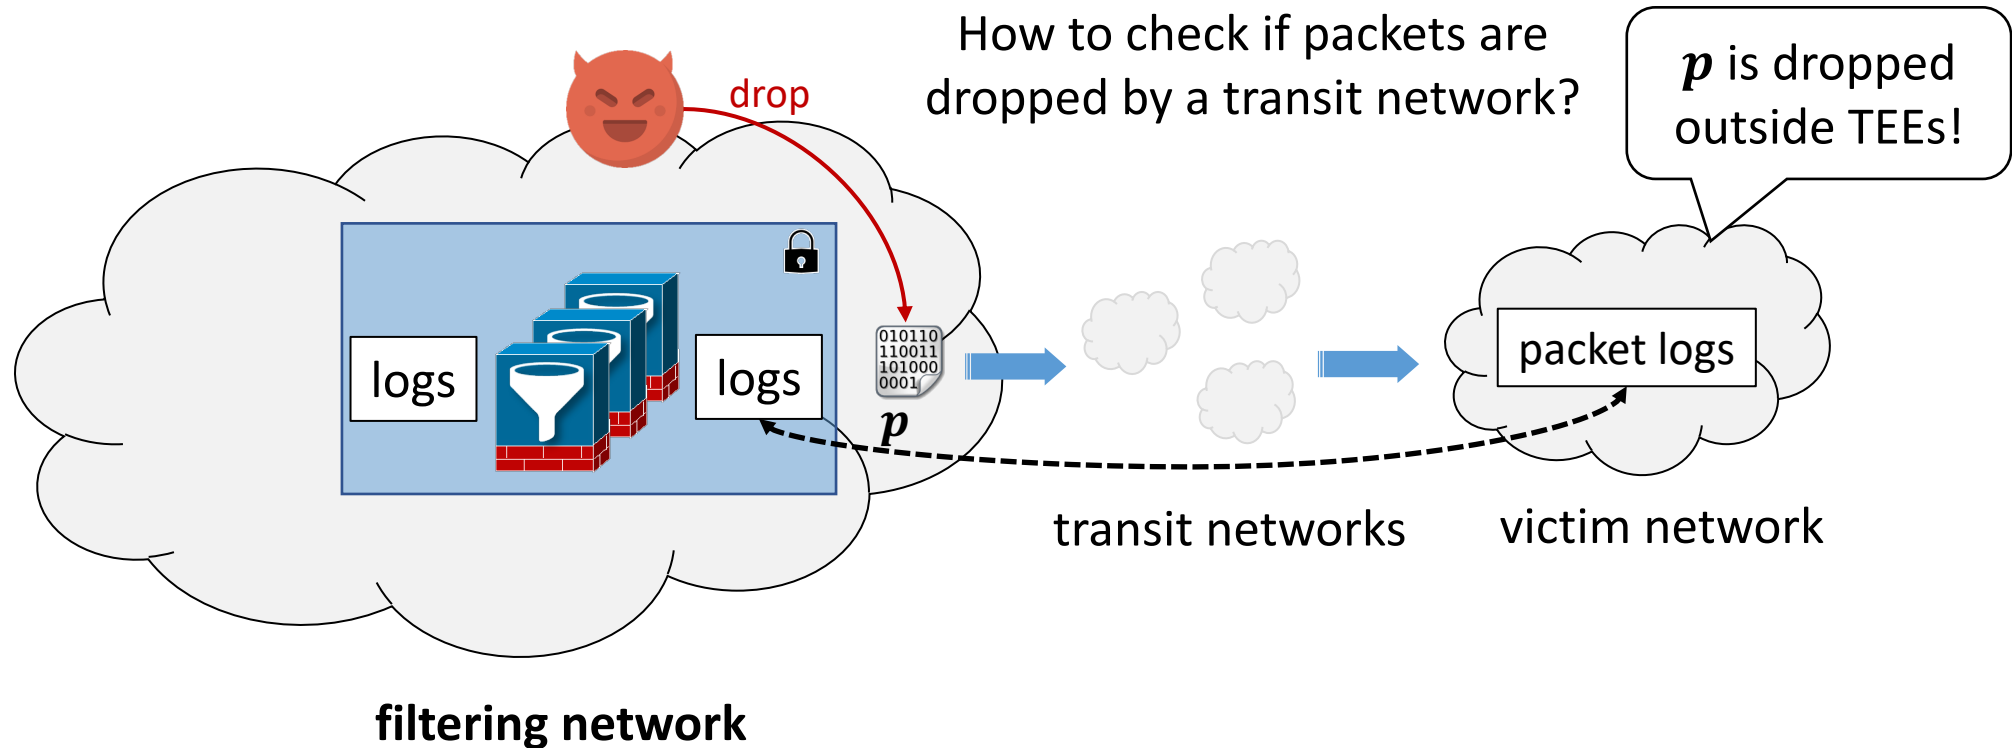 How to check if packets are
dropped by a transit network?
p is dropped
outside TEEs!
drop
logs
logs
010110
110011
101000
0001
p
packet logs
transit networks
victim network
filtering network